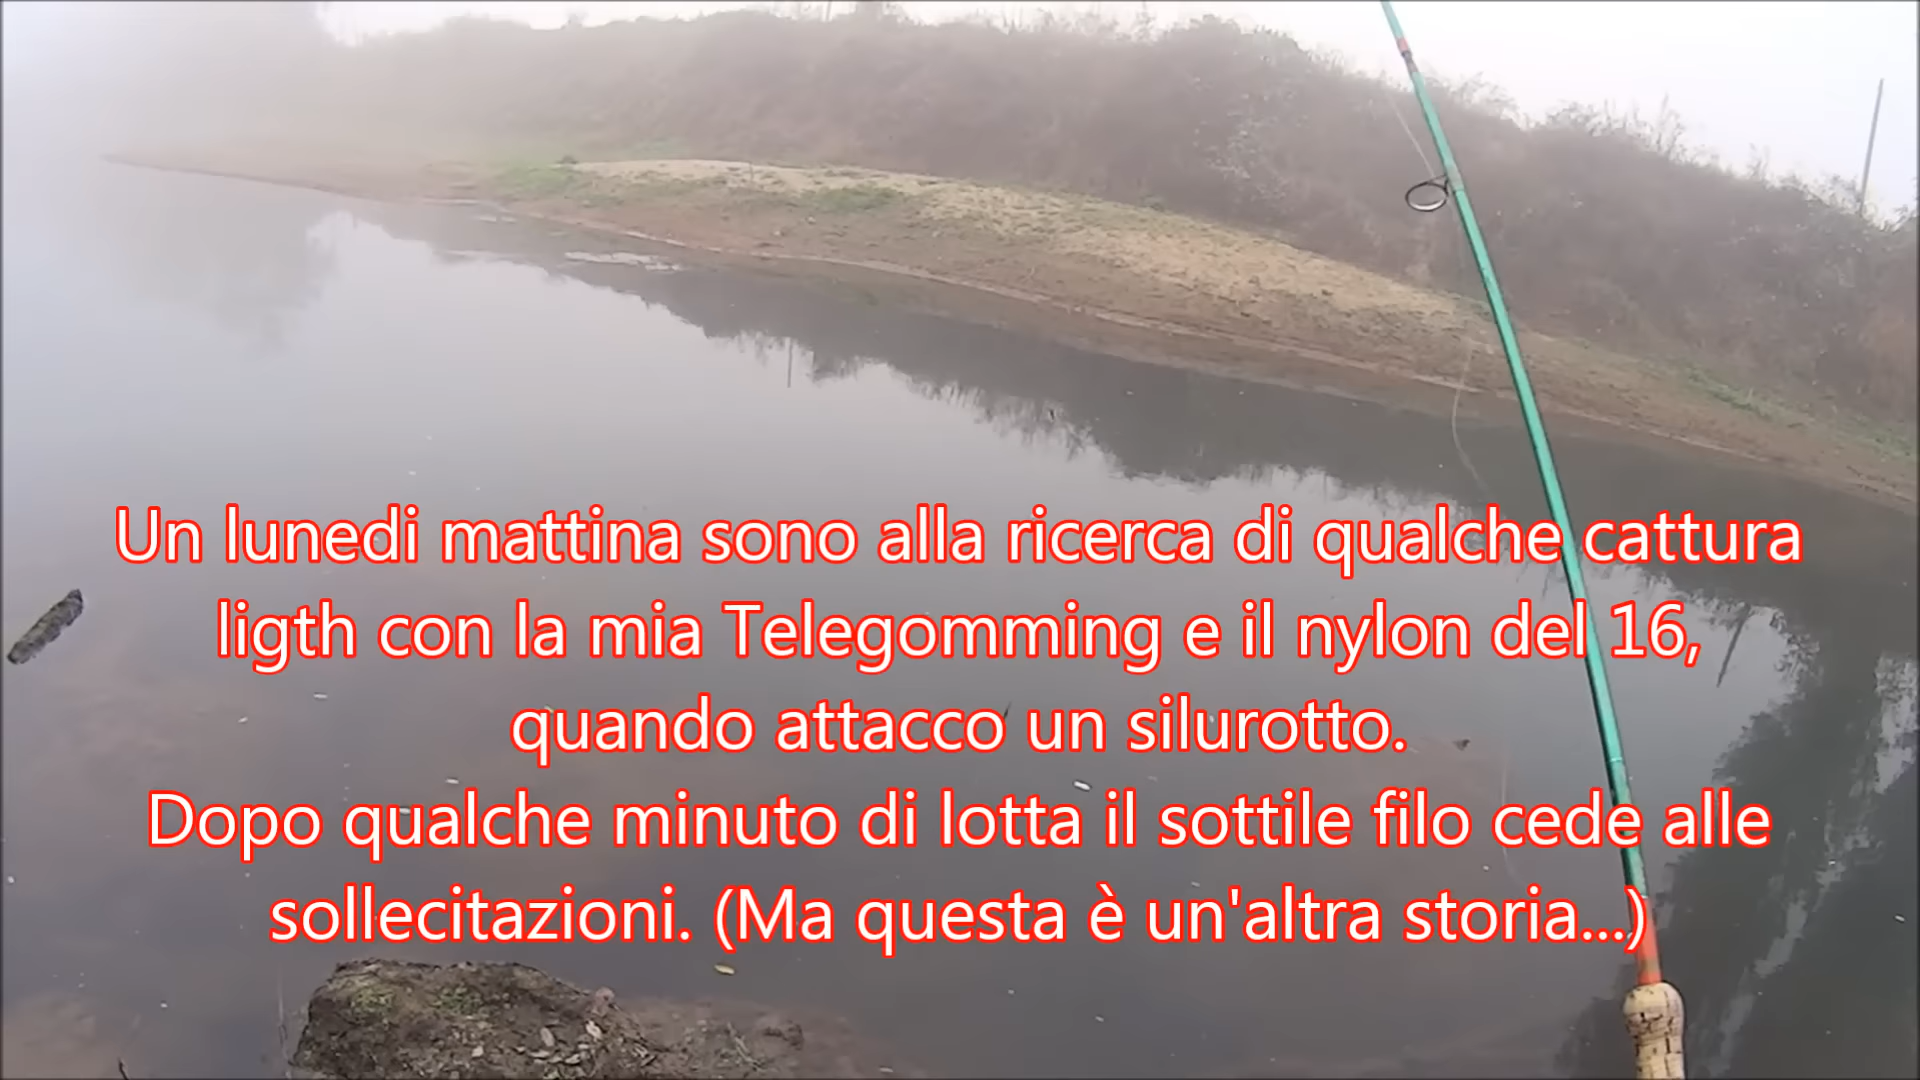 Un lunedi mattina sono alla ricerca di qualche cattura
ligth con la mia Telegomming e il nylon del 16,
quando attacco un silurotto.
Dopo qualche minuto di lotta il sottile filo cede alle
sollecitazioni. (Ma questa è un'altra storia...)